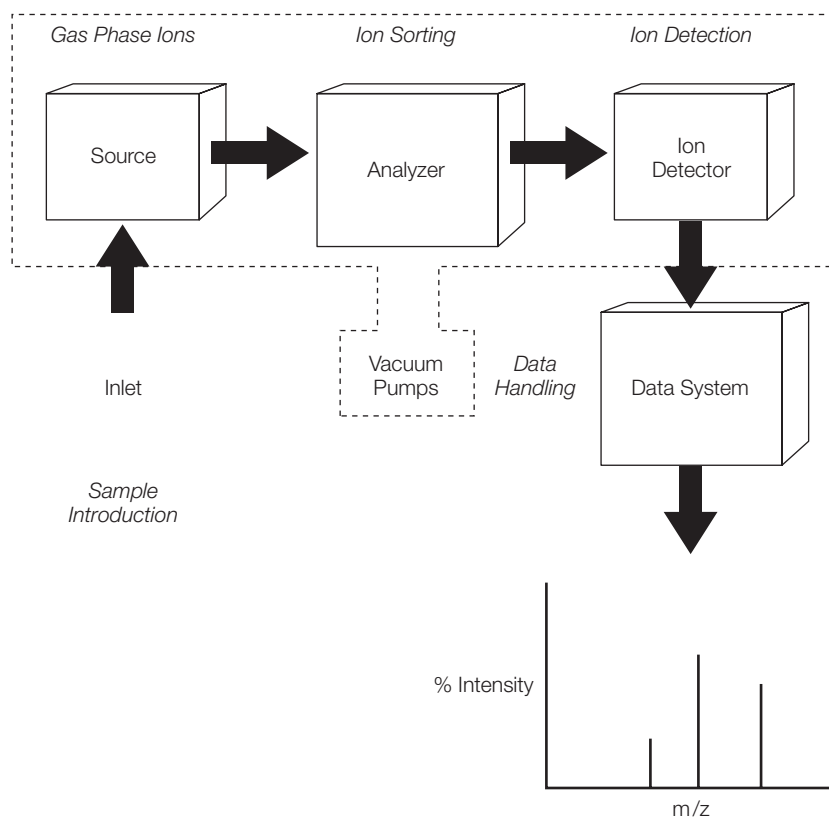 Gas Phase Ions
Ion Sorting
Ion Detection
Source
Analyzer
Ion
Detector
Inlet
Vacuum
Pumps
Data
Handling
Data System
Sample
Introduction
% Intensity
m/z